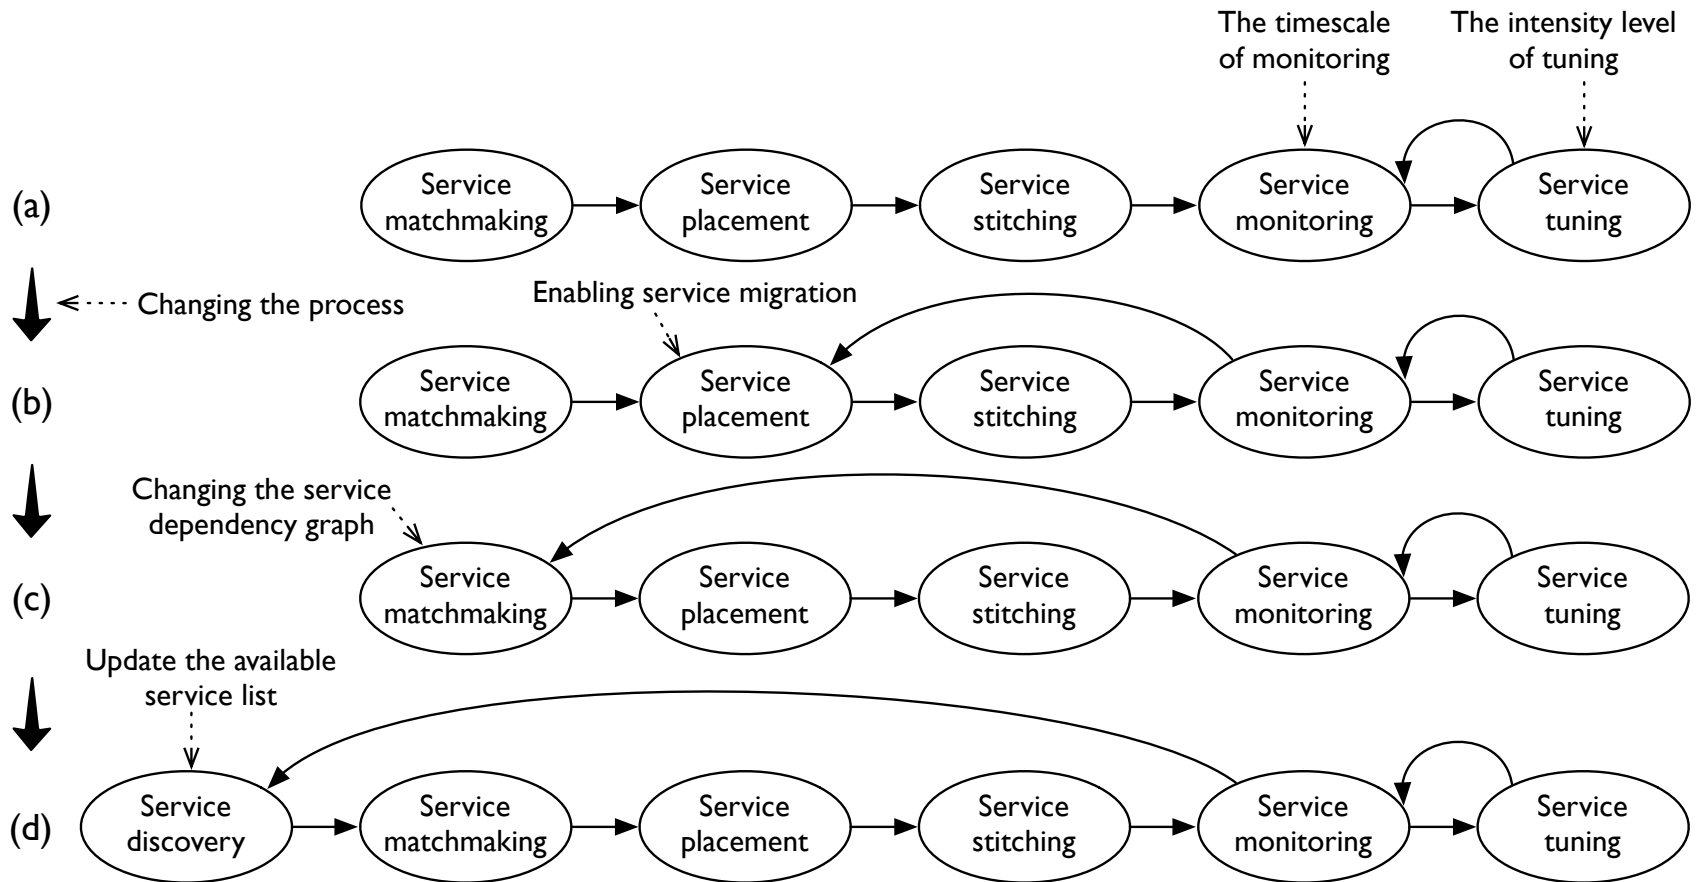 The timescale
of monitoring
The intensity level
of tuning
(a)
Service
matchmaking
Service
placement
Service
stitching
Service
monitoring
Service
tuning
Changing the process
Enabling service migration
(b)
Service
matchmaking
Service
placement
Service
stitching
Service
monitoring
Service
tuning
Changing the service
dependency graph
(c)
Service
matchmaking
Service
placement
Service
stitching
Service
monitoring
Service
tuning
Update the available
service list
(d)
Service
discovery
Service
matchmaking
Service
placement
Service
stitching
Service
monitoring
Service
tuning